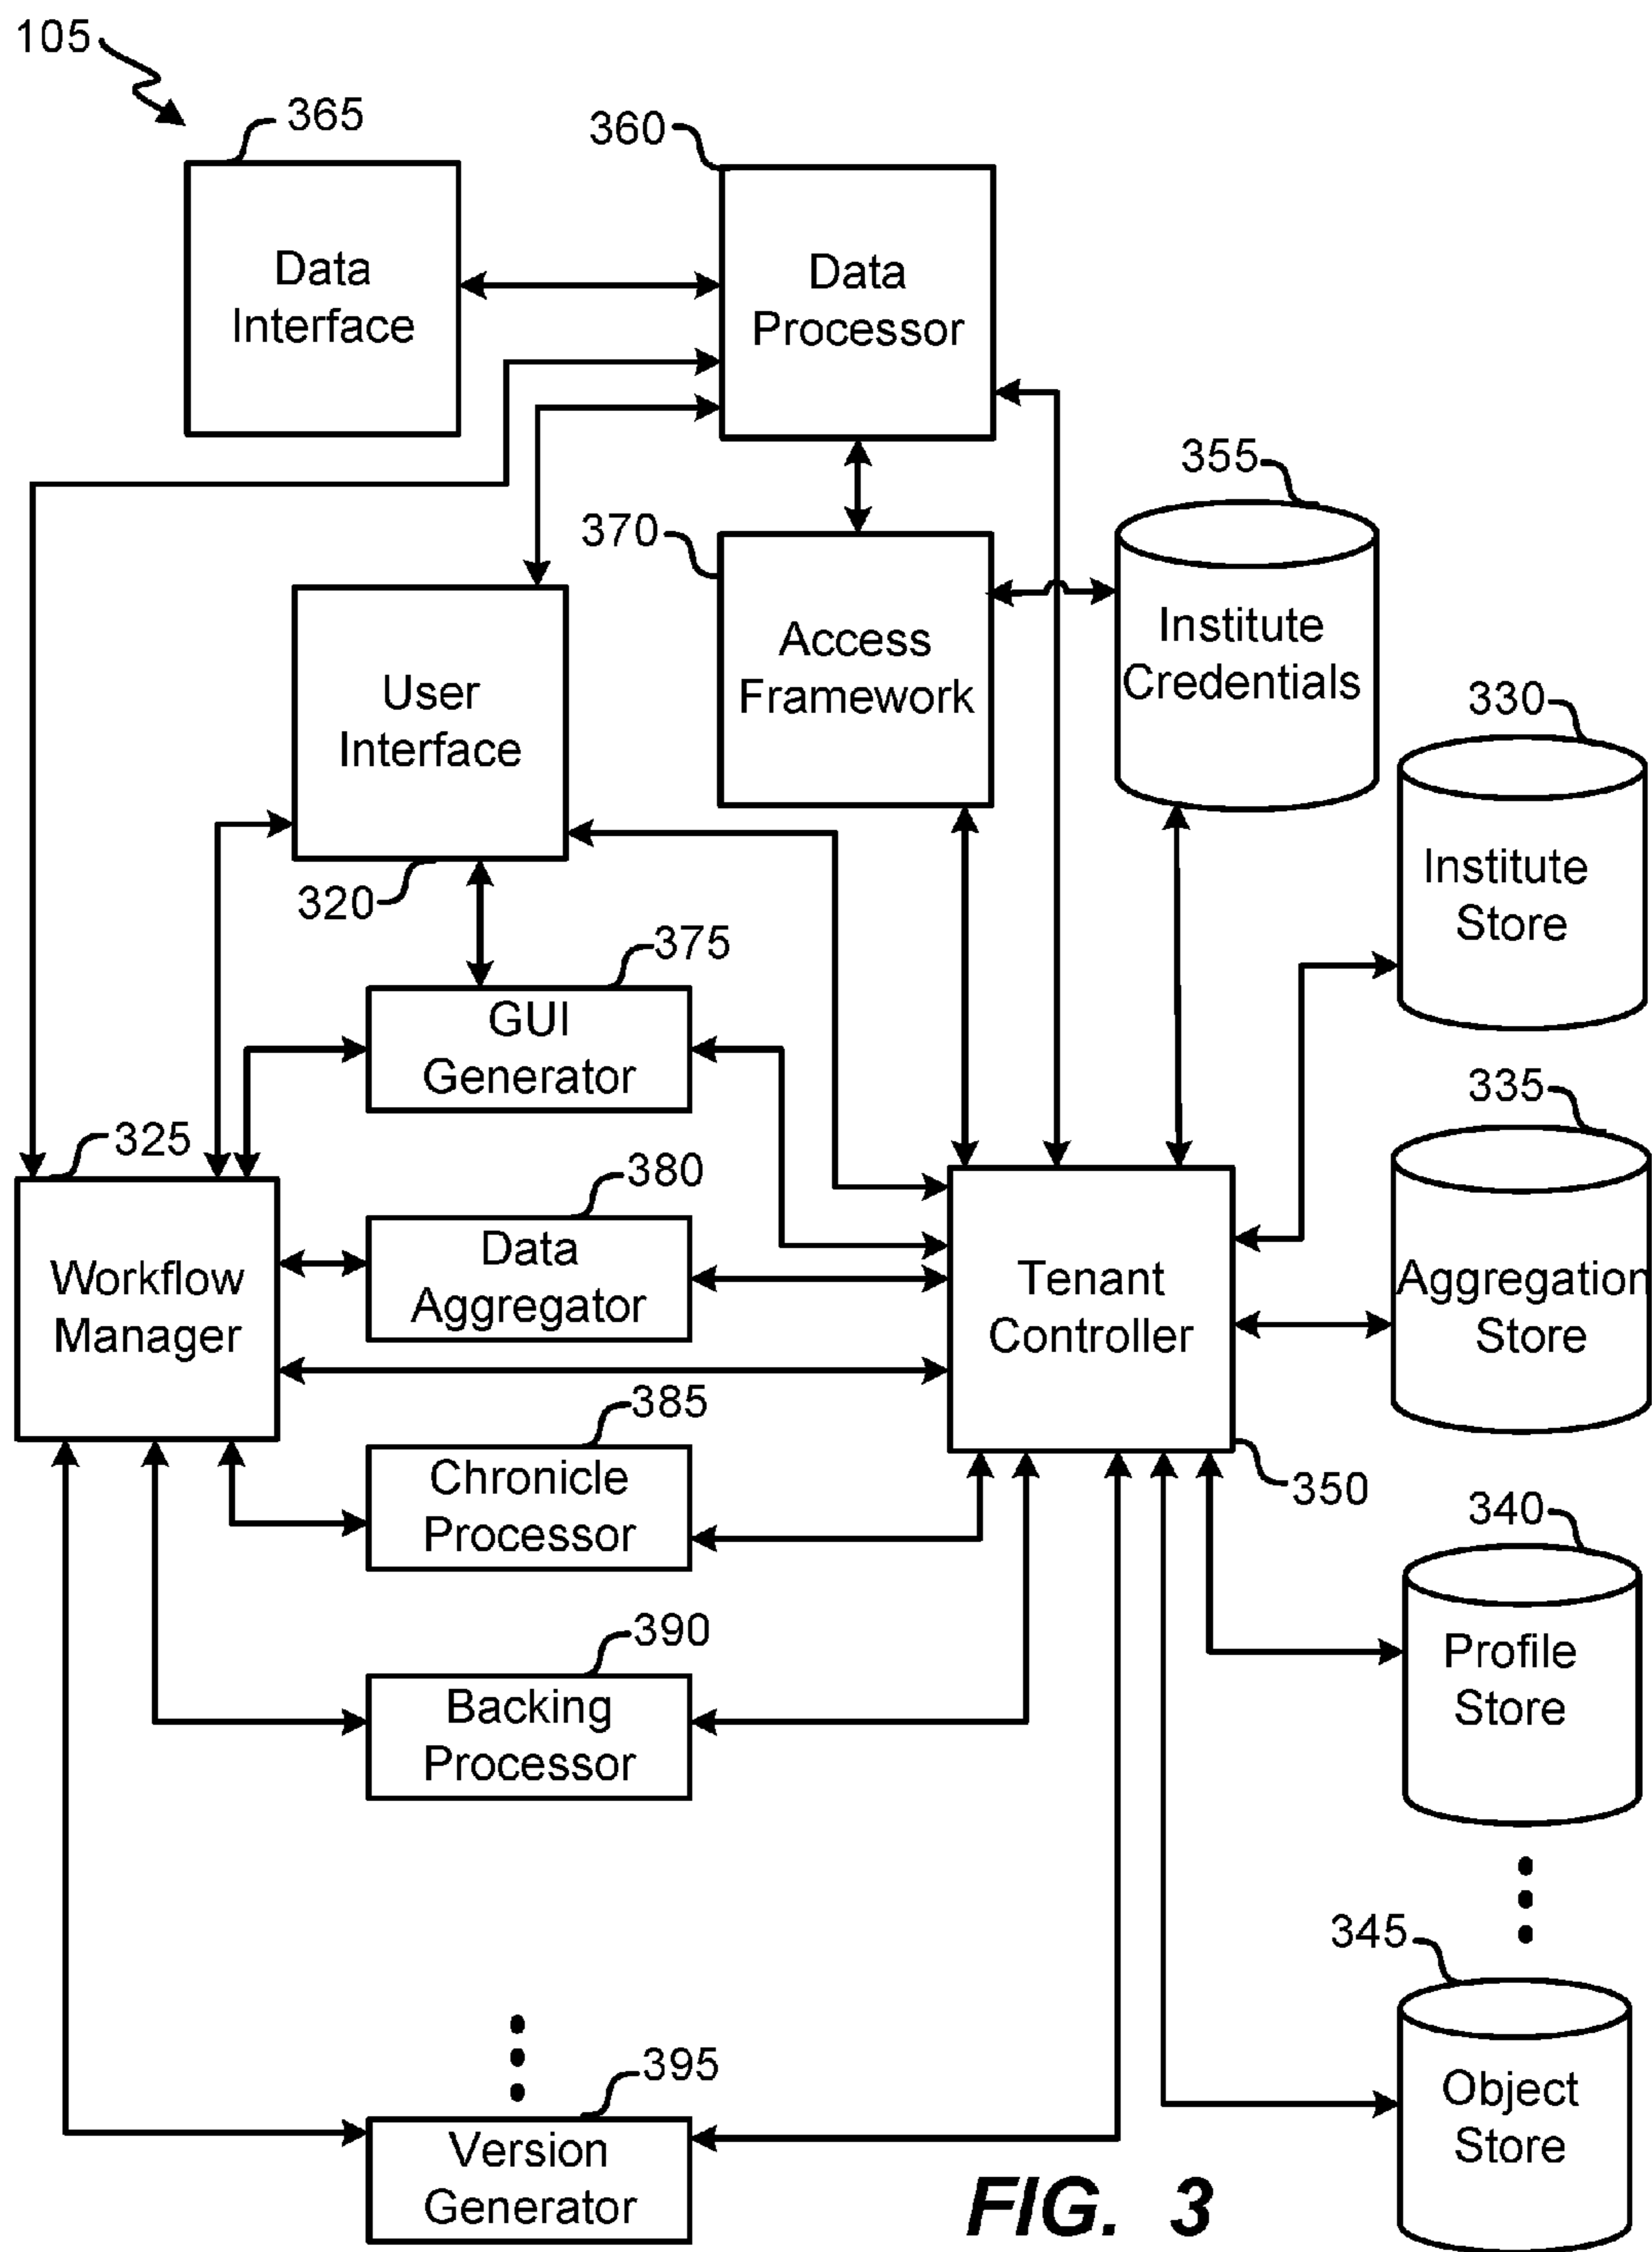 105
365
360
Data
Interface
Data
Processor
355
370
Access
Framework
Institute
Credentials
330
User
Interface
Institute
Store
320
375
GUI
Generator
335
325
380
Workflow
Manager
Data
Aggregator
Tenant
Controller
Aggregation
Store
385
350
Chronicle
Processor
340
390
Profile
Store
Backing
Processor
345
395
Object
Store
Version
Generator
FIG. 3